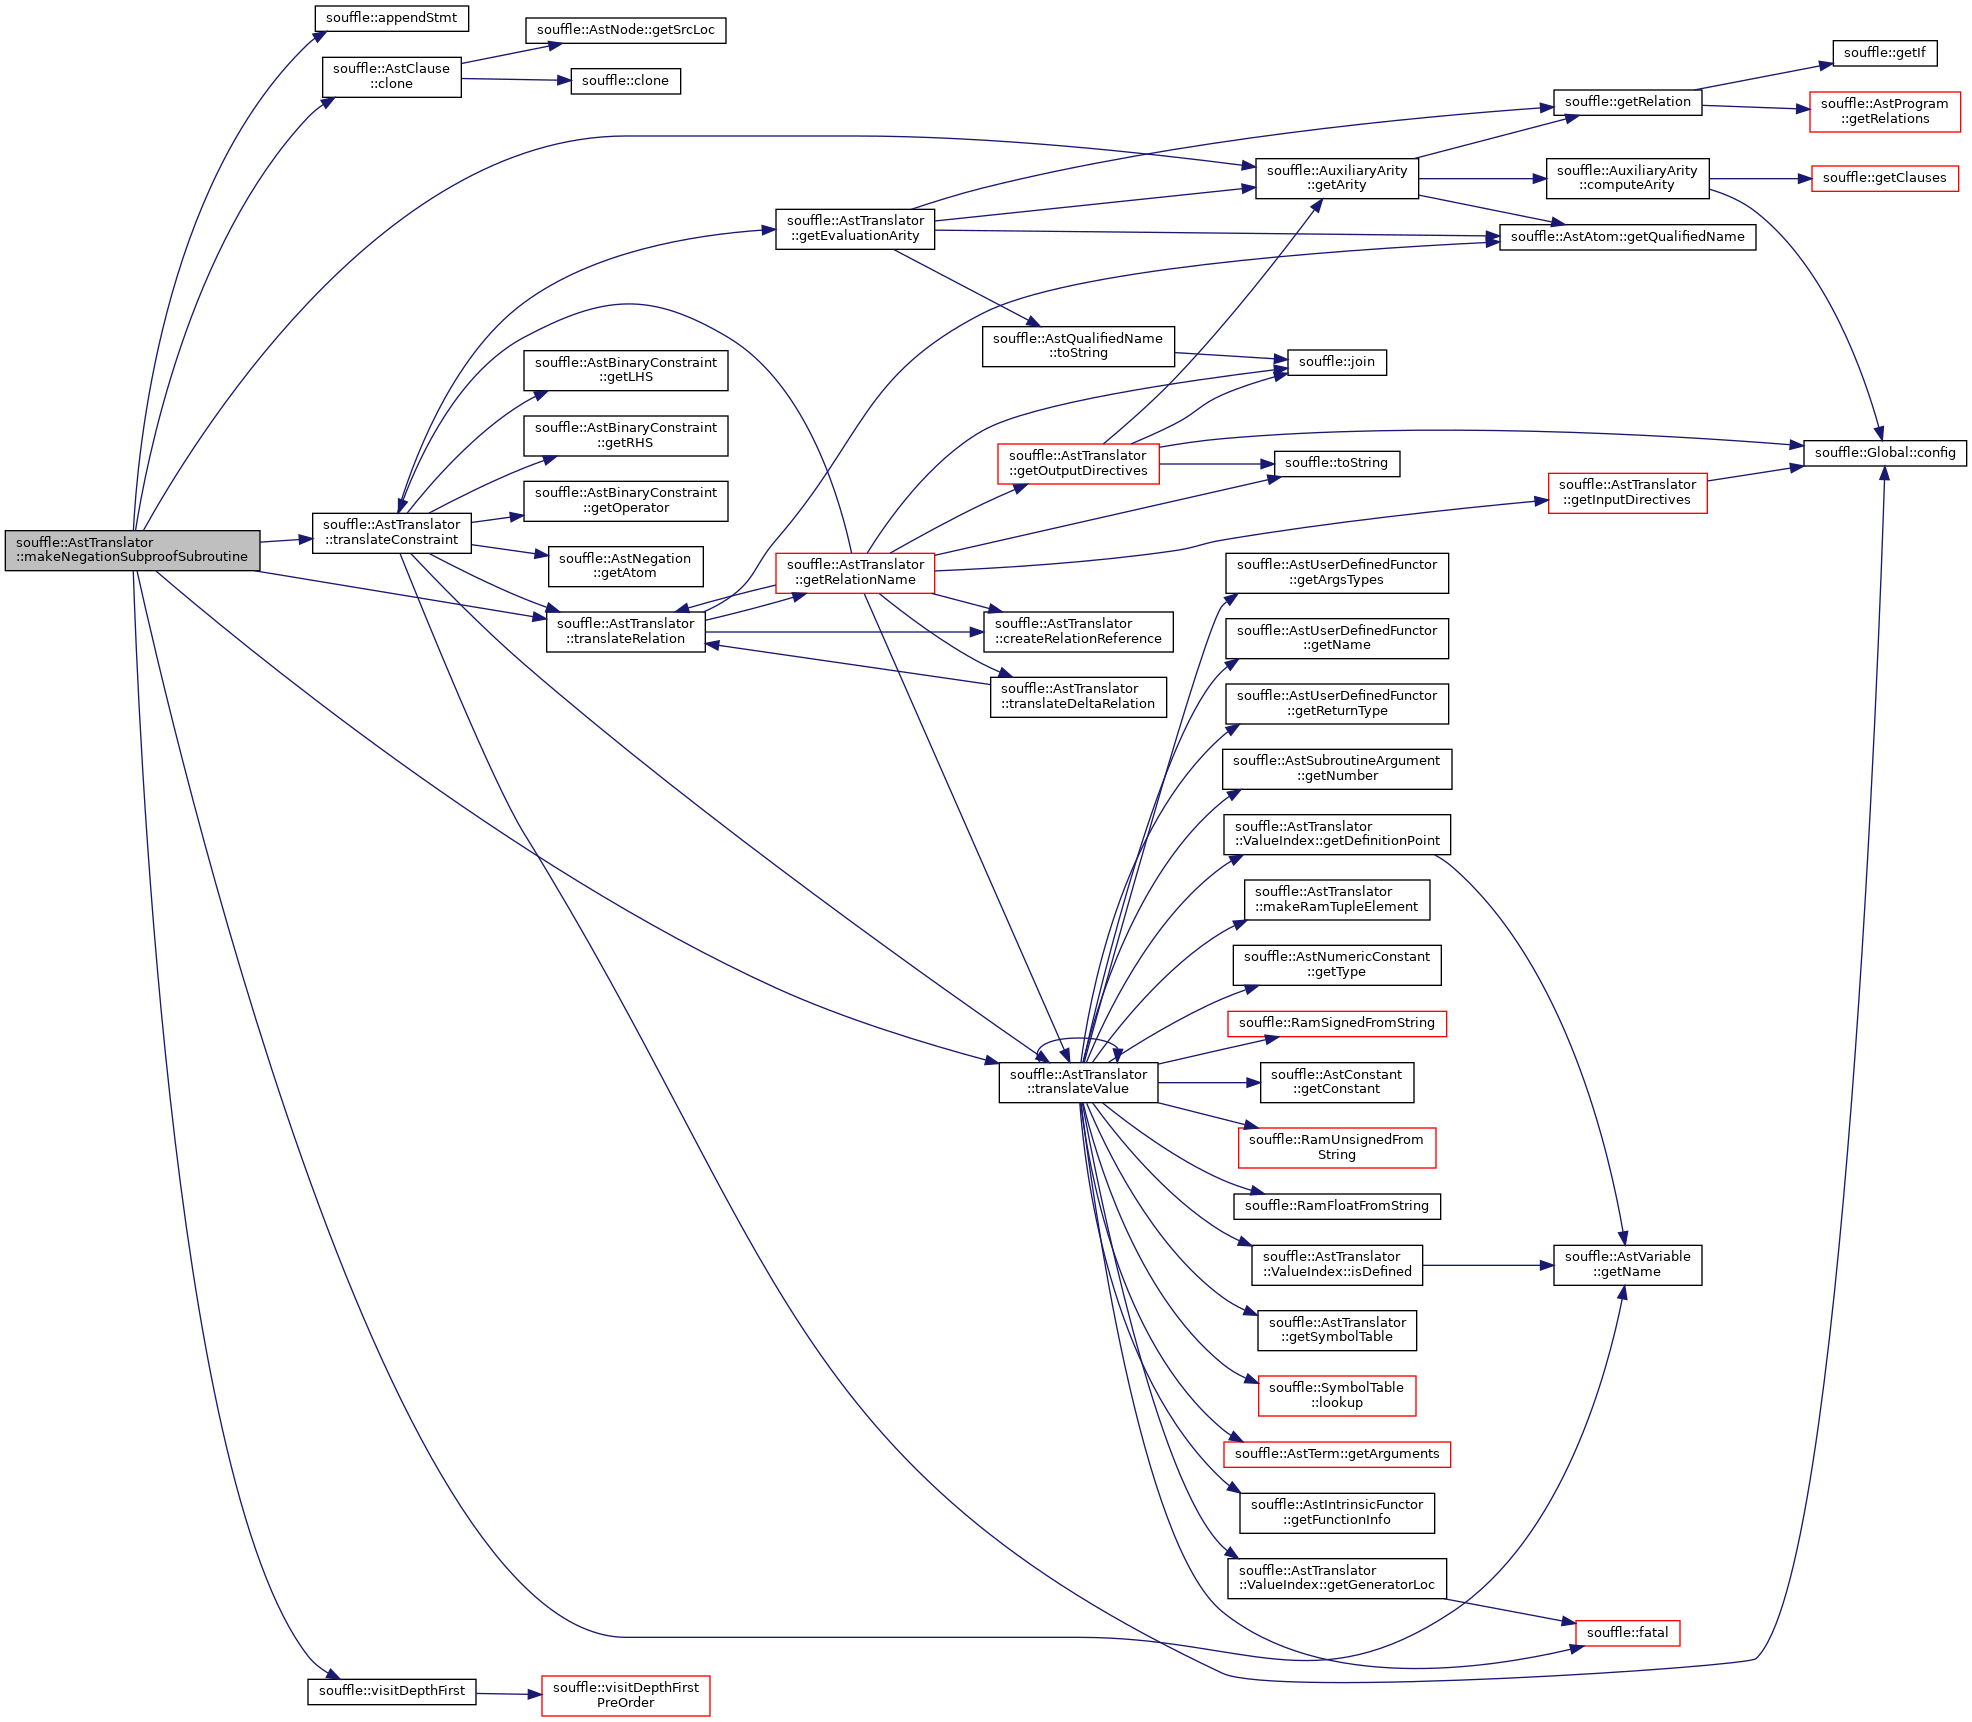 souffle::AstTranslator
::makeNegationSubproofSubroutine
souffle::appendStmt
souffle::AstClause
::clone
souffle::AstNode::getSrcLoc
souffle::clone
souffle::AstTranslator
::translateConstraint
souffle::AstTranslator
::getEvaluationArity
souffle::AstBinaryConstraint
::getLHS
souffle::AstBinaryConstraint
::getRHS
souffle::AstBinaryConstraint
::getOperator
souffle::AstNegation
::getAtom
souffle::AstTranslator
::translateRelation
souffle::AstTranslator
::getRelationName
souffle::AstQualifiedName
::toString
souffle::AstTranslator
::getOutputDirectives
souffle::AstTranslator
::createRelationReference
souffle::AstTranslator
::translateDeltaRelation
souffle::AuxiliaryArity
::getArity
souffle::join
souffle::toString
souffle::getRelation
souffle::AuxiliaryArity
::computeArity
souffle::AstAtom::getQualifiedName
souffle::AstTranslator
::getInputDirectives
souffle::getIf
souffle::AstProgram
::getRelations
souffle::getClauses
souffle::Global::config
souffle::AstTranslator
::translateValue
souffle::AstUserDefinedFunctor
::getArgsTypes
souffle::AstUserDefinedFunctor
::getName
souffle::AstUserDefinedFunctor
::getReturnType
souffle::AstSubroutineArgument
::getNumber
souffle::AstTranslator
::ValueIndex::getDefinitionPoint
souffle::AstTranslator
::makeRamTupleElement
souffle::AstNumericConstant
::getType
souffle::RamSignedFromString
souffle::AstConstant
::getConstant
souffle::RamUnsignedFrom
String
souffle::RamFloatFromString
souffle::AstTranslator
::ValueIndex::isDefined
souffle::AstTranslator
::getSymbolTable
souffle::SymbolTable
::lookup
souffle::AstTerm::getArguments
souffle::AstIntrinsicFunctor
::getFunctionInfo
souffle::AstTranslator
::ValueIndex::getGeneratorLoc
souffle::AstVariable
::getName
souffle::fatal
souffle::visitDepthFirst
souffle::visitDepthFirst
PreOrder